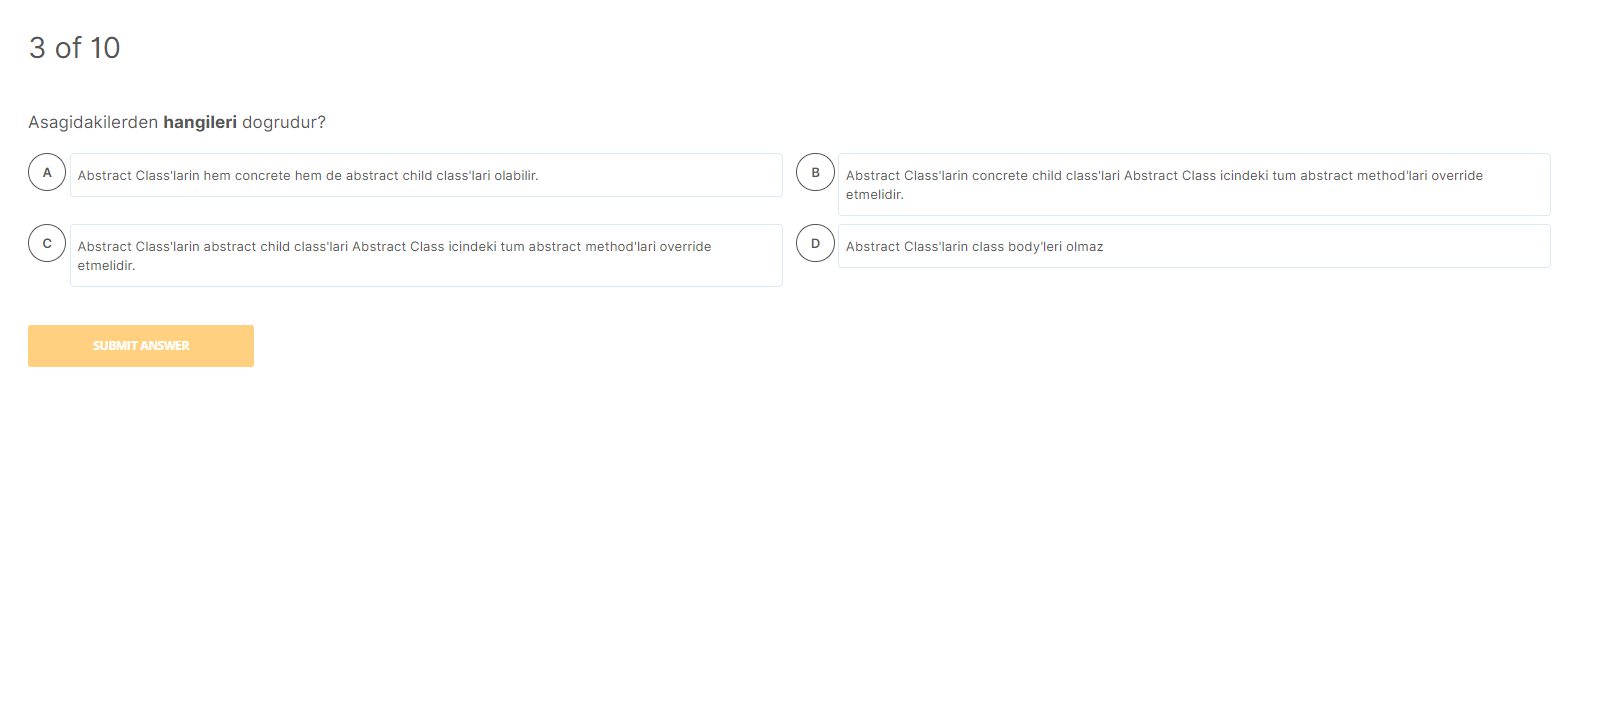 3 of 10
Asagidakilerden hangileri dogrudur?
A
Abstract Class'larin hem concrete hem de abstract child class'lari olabilir.
B
Abstract Class'larin concrete child class'lari Abstract Class icindeki tum abstract method'lari override
etmelidir.
C
Abstract Class'larin abstract child class'lari Abstract Class icindeki tum abstract method'lari override
etmelidir.
D
Abstract Class'larin class body'leri olmaz
SUBMIT ANSWER